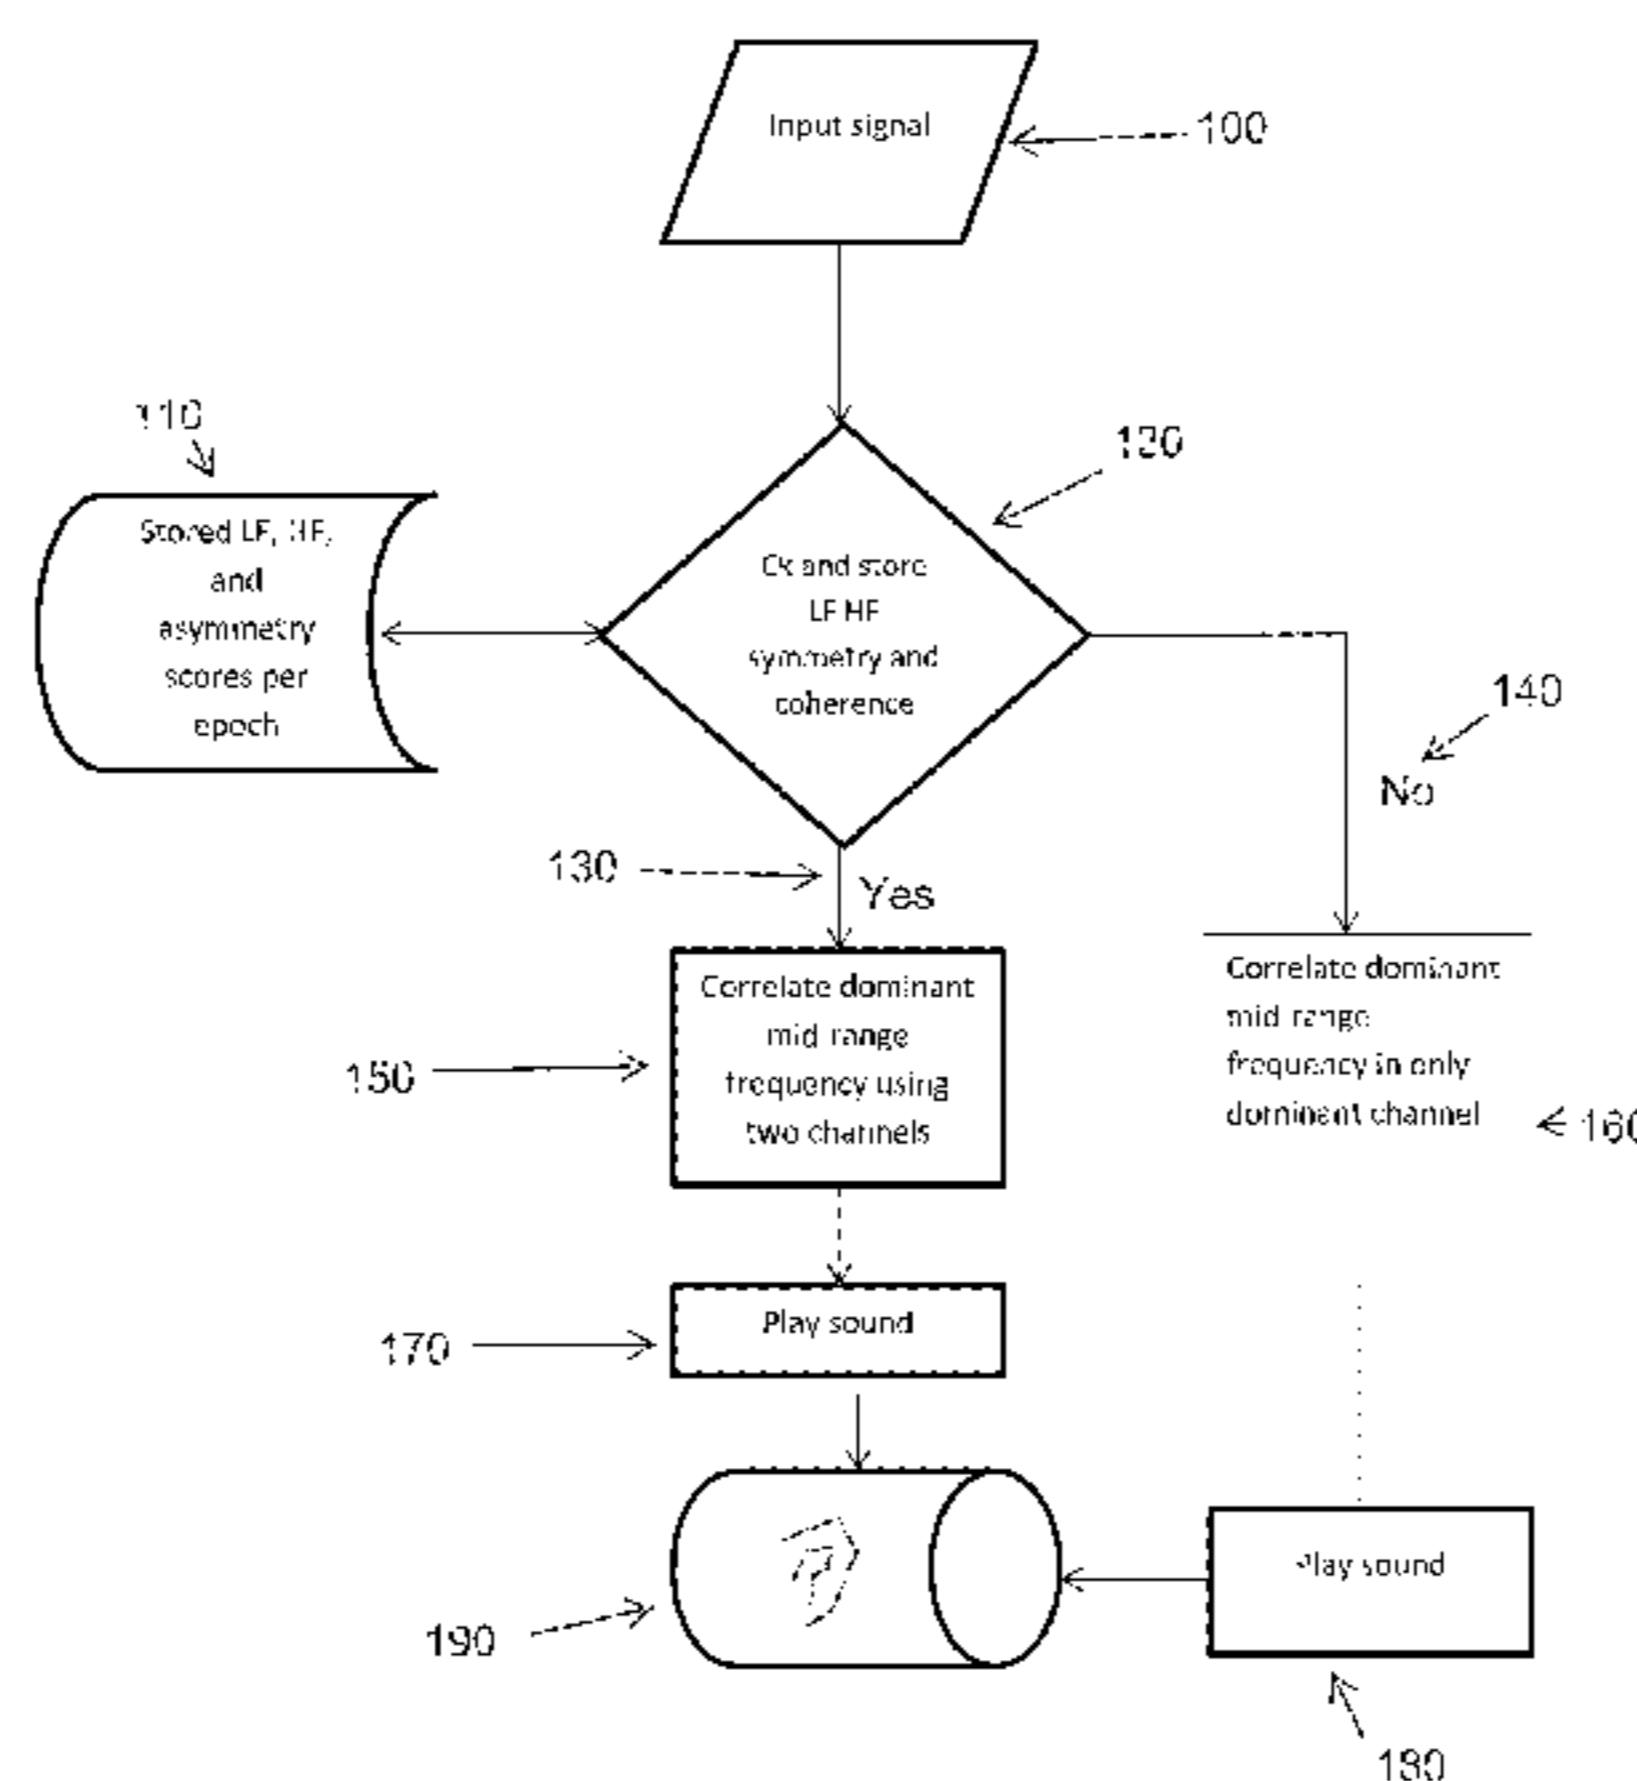 Input signal
100
110
120
Stored LF, HF,
and
asymmetry
scores per
epoch
Ck and store
LF HF
symmetry and
coherence
140
No
130
Yes
Correlate dominant
mid range
frequency using
two channels
150
Correlate dominant
mid range
frequency in only
dominant channel
160
Play sound
170
190
Play sound
180